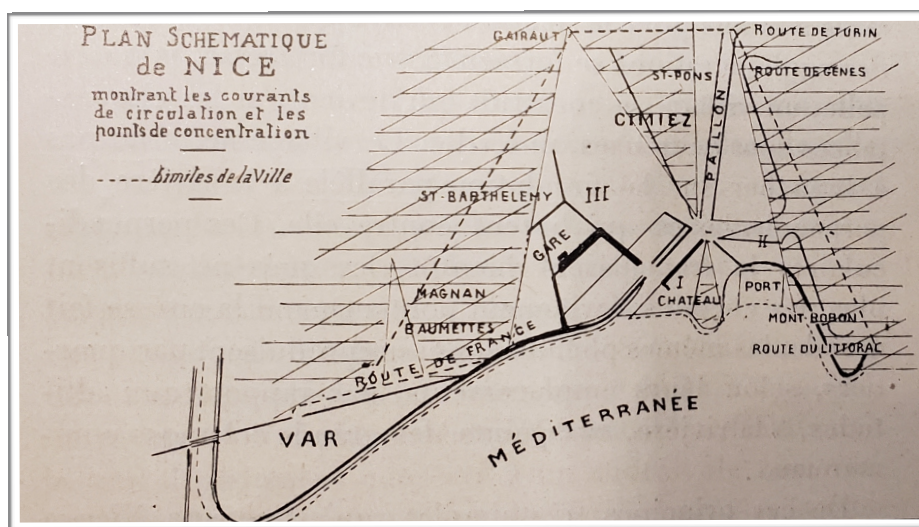 PLAN SCHEMATIQUE
de NICE
montrant les courants
de circulation et les
points de concentration
Limites de la Ville
GAIRAUT
ROUTE DE TURIN
ST-PONS
ROUTE DE GÊNES
CIMIEZ
PAILLON
ST-BARTHELEMY
III
GARE
II
I
CHATEAU
PORT
MAGNAN
BAUMETTES
MONT-BORON
ROUTE DE FRANCE
ROUTE DU LITTORAL
VAR
MÉDITERRANÉE